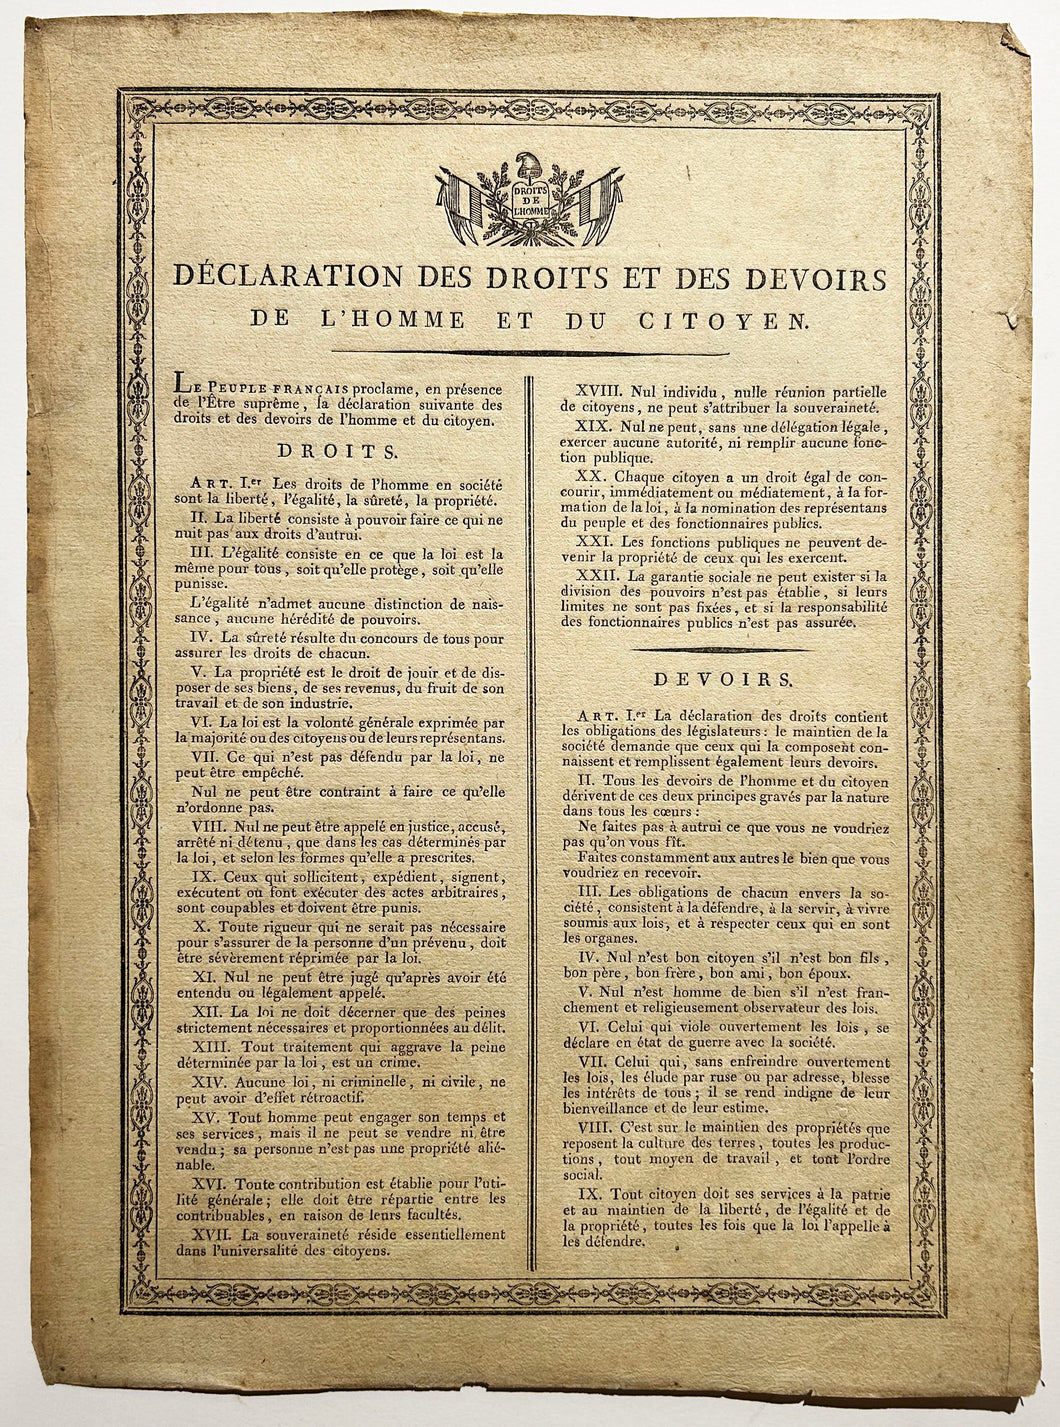 DROITS
DE
L'HOMME
DÉCLARATION DES DROITS ET DES DEVOIRS
DE L'HOMME ET DU CITOYEN.
LE PEUPLE FRANÇAIS proclame, en présence
de l'Être suprême, la déclaration suivante des
droits et des devoirs de l'homme et du citoyen.
DROITS.
ART. I.er Les droits de l'homme en société
sont la liberté, l'égalité, la sûreté, la propriété.
II. La liberté consiste à pouvoir faire ce qui ne
nuit pas aux droits d'autrui.
III. L'égalité consiste en ce que la loi est la
même pour tous, soit qu'elle protège, soit qu'elle
punisse.
L'égalité n'admet aucune distinction de nais-
sance, aucune hérédité de pouvoirs.
IV. La sûreté résulte du concours de tous pour
assurer les droits de chacun.
V. La propriété est le droit de jouir et de dis-
poser de ses biens, de ses revenus, du fruit de son
travail et de son industrie.
VI. La loi est la volonté générale exprimée par
la majorité ou des citoyens ou de leurs représentans.
VII. Ce qui n'est pas défendu par la loi, ne
peut être empêché.
Nul ne peut être contraint à faire ce qu'elle
n'ordonne pas.
VIII. Nul ne peut être appelé en justice, accusé,
arrêté ni détenu, que dans les cas déterminés par
la loi, et selon les formes qu'elle a prescrites.
IX. Ceux qui sollicitent, expédient, signent,
exécutent ou font exécuter des actes arbitraires,
sont coupables et doivent être punis.
X. Toute rigueur qui ne serait pas nécessaire
pour s'assurer de la personne d'un prévenu, doit
être sévèrement réprimée par la loi.
XI. Nul ne peut être jugé qu'après avoir été
entendu ou légalement appelé.
XII. La loi ne doit décerner que des peines
strictement nécessaires et proportionnées au délit.
XIII. Tout traitement qui aggrave la peine
déterminée par la loi, est un crime.
XIV. Aucune loi, ni criminelle, ni civile, ne
peut avoir d'effet rétroactif.
XV. Tout homme peut engager son temps et
ses services, mais il ne peut se vendre ni être
vendu; sa personne n'est pas une propriété alié-
nable.
XVI. Toute contribution est établie pour l'uti-
lité générale; elle doit être répartie entre les
contribuables, en raison de leurs facultés.
XVII. La souveraineté réside essentiellement
dans l'universalité des citoyens.
XVIII. Nul individu, nulle réunion partielle
de citoyens, ne peut s'attribuer la souveraineté.
XIX. Nul ne peut, sans une délégation légale,
exercer aucune autorité, ni remplir aucune fonc-
tion publique.
XX. Chaque citoyen a un droit égal de con-
courir, immédiatement ou médiatement, à la for-
mation de la loi, à la nomination des représentans
du peuple et des fonctionnaires publics.
XXI. Les fonctions publiques ne peuvent de-
venir la propriété de ceux qui les exercent.
XXII. La garantie sociale ne peut exister si la
division des pouvoirs n'est pas établie, si leurs
limites ne sont pas fixées, et si la responsabilité
des fonctionnaires publics n'est pas assurée.
DEVOIRS.
ART. I.er La déclaration des droits contient
les obligations des législateurs: le maintien de la
société demande que ceux qui la composent con-
naissent et remplissent également leurs devoirs.
II. Tous les devoirs de l'homme et du citoyen
dérivent de ces deux principes gravés par la nature
dans tous les cœurs:
Ne faites pas à autrui ce que vous ne voudriez
pas qu'on vous fît.
Faites constamment aux autres le bien que vous
voudriez en recevoir.
III. Les obligations de chacun envers la so-
ciété, consistent à la défendre, à la servir, à vivre
soumis aux lois, et à respecter ceux qui en sont
les organes.
IV. Nul n'est bon citoyen s'il n'est bon fils,
bon père, bon frère, bon ami, bon époux.
V. Nul n'est homme de bien s'il n'est fran-
chement et religieusement observateur des lois.
VI. Celui qui viole ouvertement les lois, se
déclare en état de guerre avec la société.
VII. Celui qui, sans enfreindre ouvertement
les lois, les élude par ruse ou par adresse, blesse
les intérêts de tous; il se rend indigne de leur
bienveillance et de leur estime.
VIII. C'est sur le maintien des propriétés que
reposent la culture des terres, toutes les produc-
tions, tout moyen de travail, et tout l'ordre
social.
IX. Tout citoyen doit ses services à la patrie
et au maintien de la liberté, de l'égalité et de
la propriété, toutes les fois que la loi l'appelle à
les défendre.